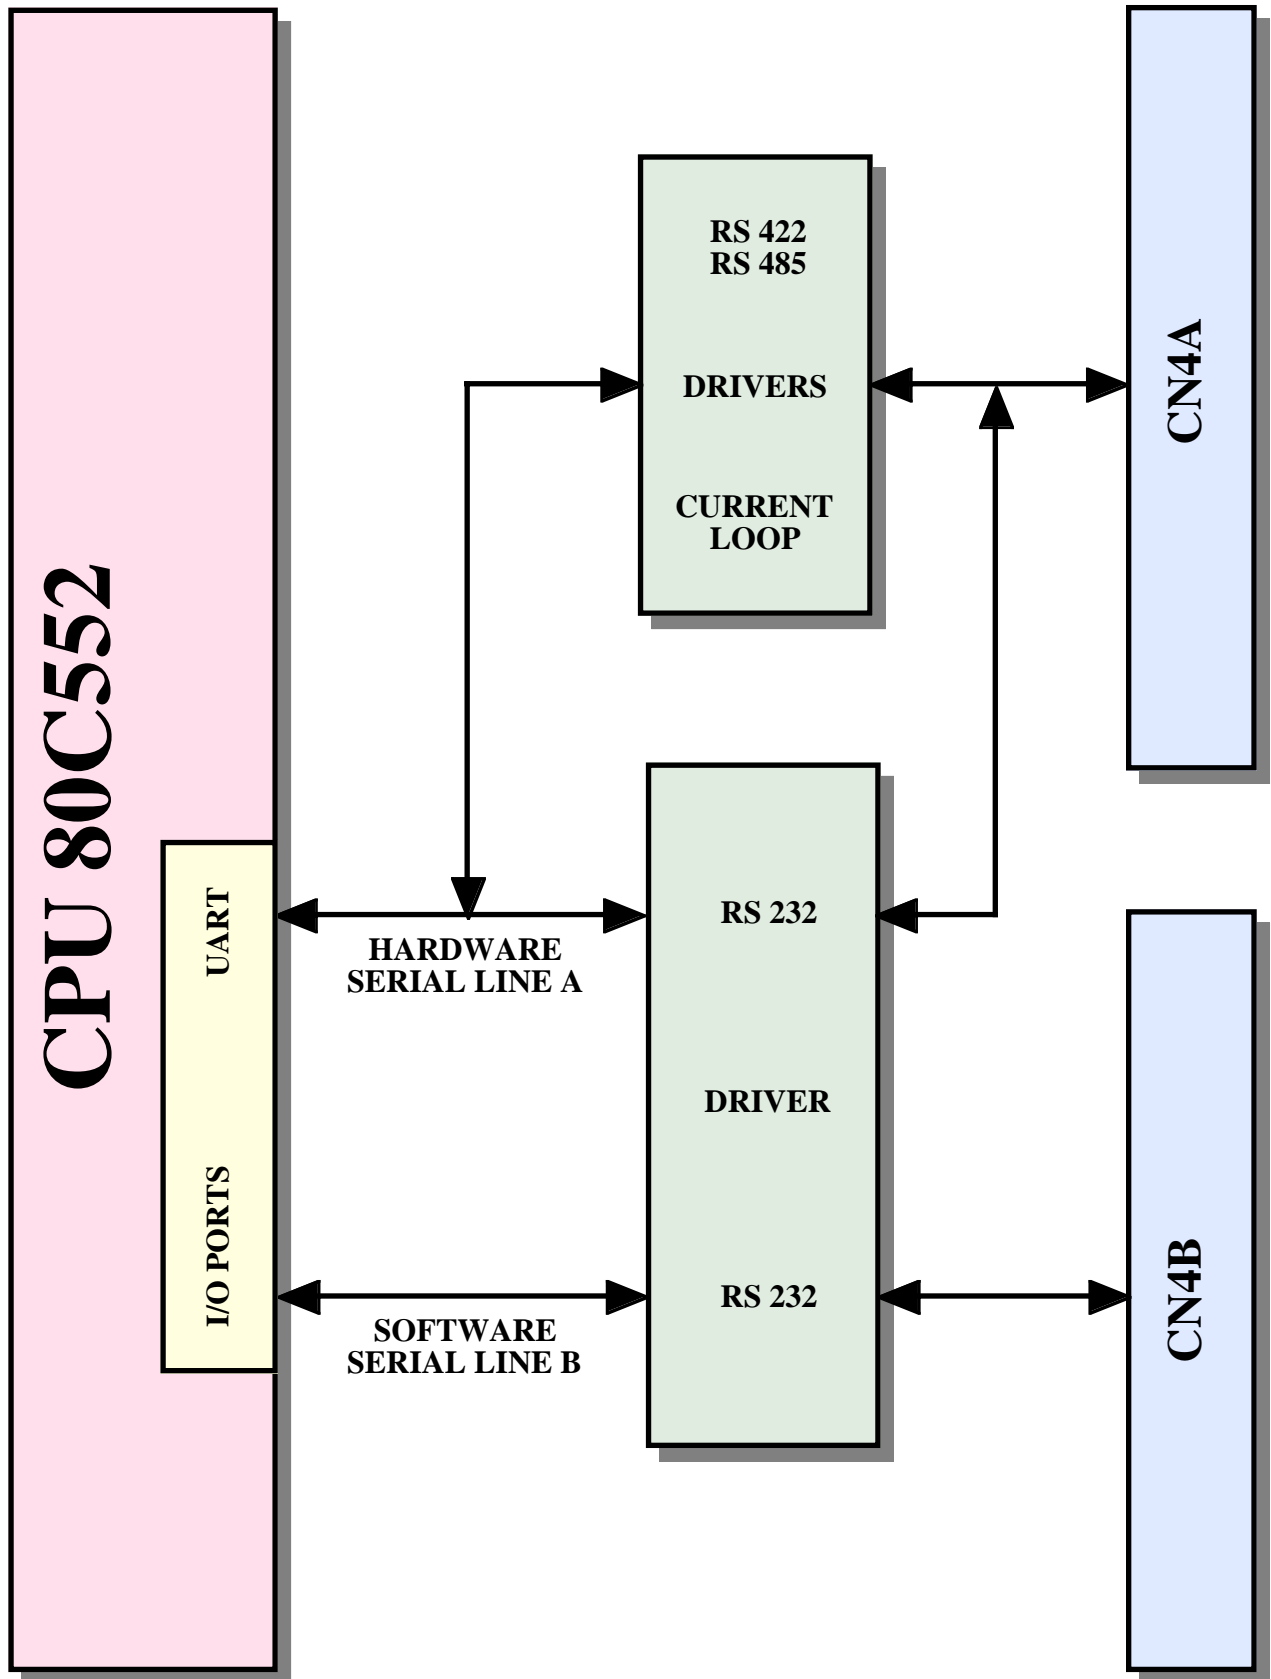 CPU 80C552
UART
I/O PORTS
HARDWARE
SERIAL LINE A
SOFTWARE
SERIAL LINE B
RS 422
RS 485
DRIVERS
CURRENT
LOOP
RS 232
DRIVER
RS 232
CN4A
CN4B